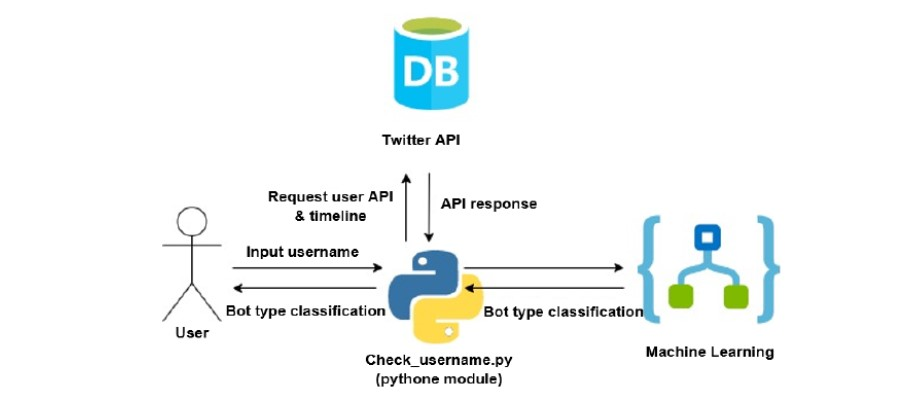 DB
Twitter API
Request user API
& timeline
API response
Input username
Bot type classification
Bot type classification
User
Check_username.py
(pythone module)
Machine Learning